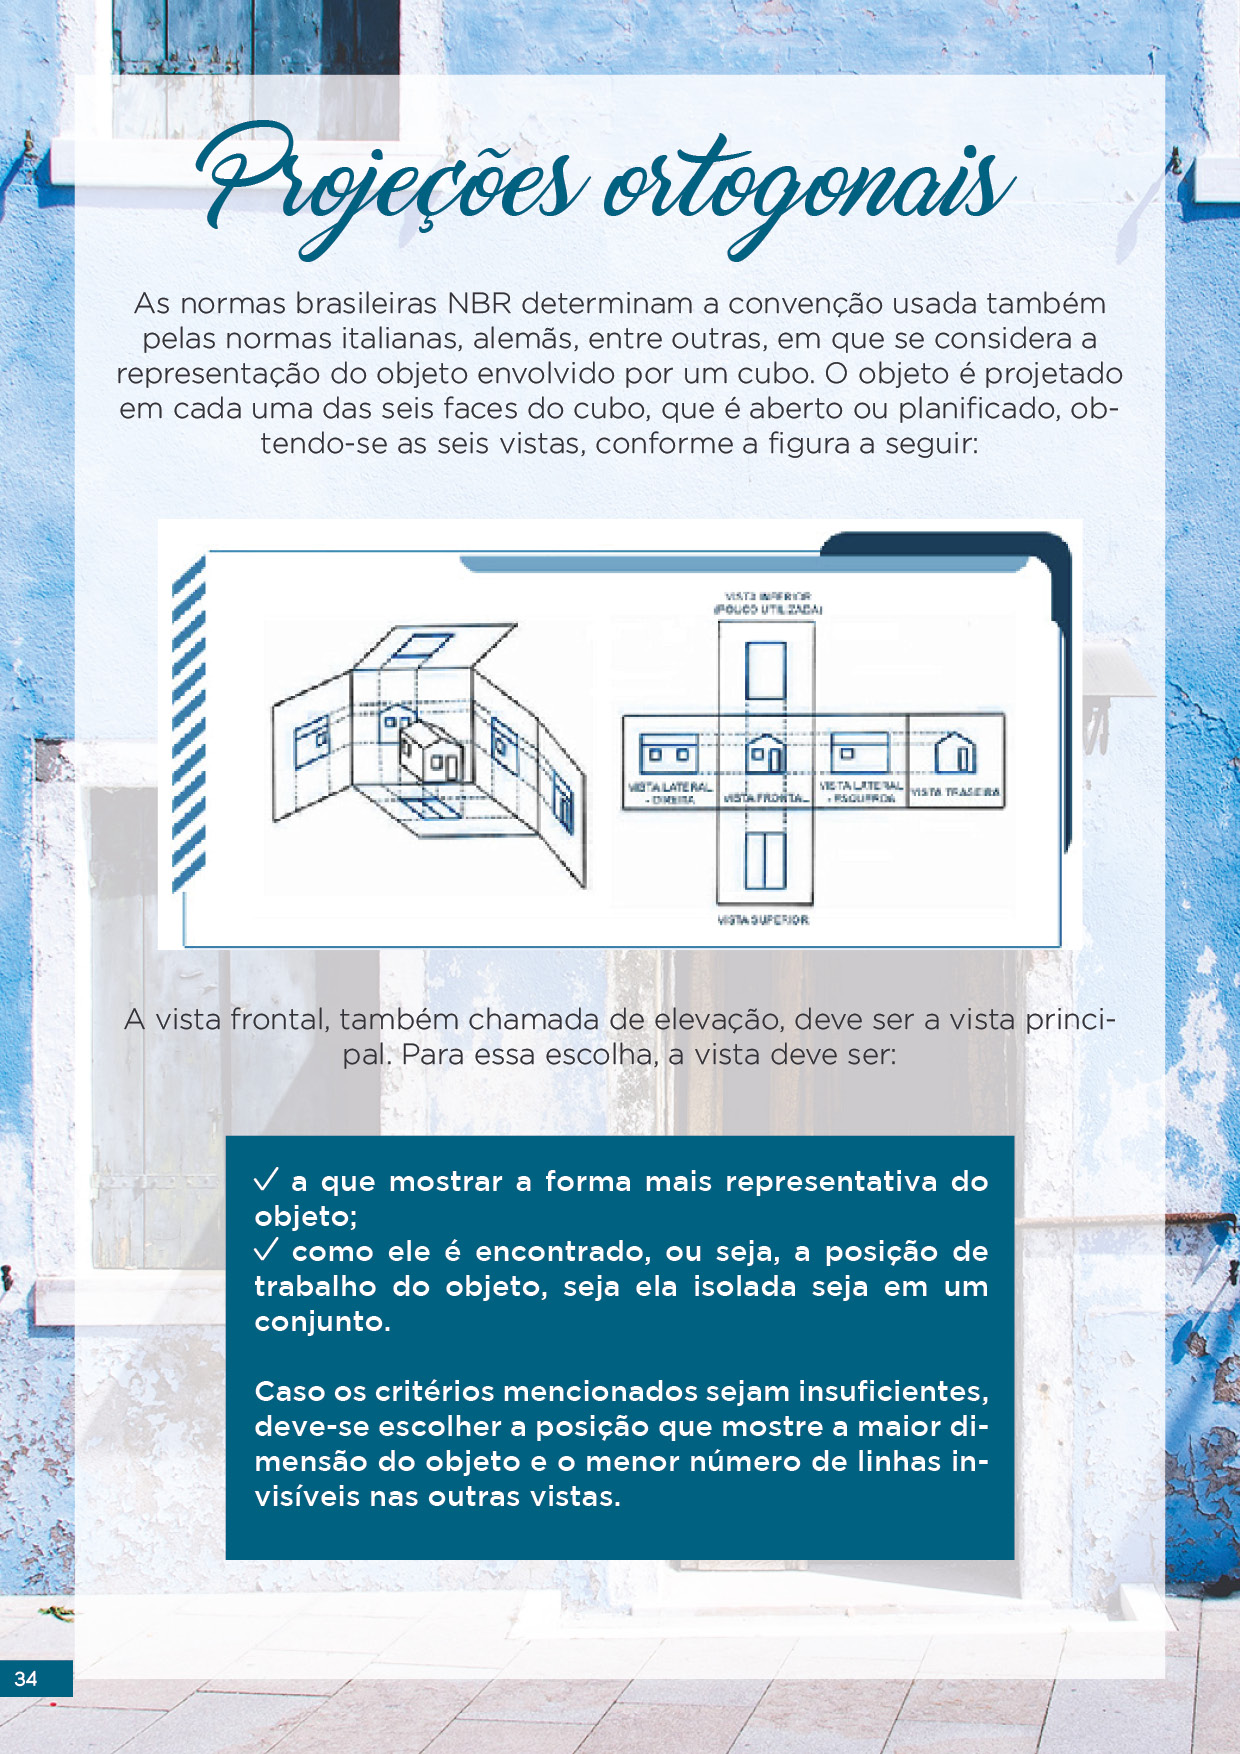 Projeções ortogonais
As normas brasileiras NBR determinam a convenção usada também
pelas normas italianas, alemãs, entre outras, em que se considera a
representação do objeto envolvido por um cubo. O objeto é projetado
em cada uma das seis faces do cubo, que é aberto ou planificado, ob-
tendo-se as seis vistas, conforme a figura a seguir:
VISTA INFERIOR
(POUCO UTILIZADA)
VISTA LATERAL
- DIREITA
VISTA FRONTAL
VISTA LATERAL
- ESQUERDA
VISTA TRASEIRA
VISTA SUPERIOR
A vista frontal, também chamada de elevação, deve ser a vista princi-
pal. Para essa escolha, a vista deve ser:
✓ a que mostrar a forma mais representativa do
objeto;
✓ como ele é encontrado, ou seja, a posição de
trabalho do objeto, seja ela isolada seja em um
conjunto.
Caso os critérios mencionados sejam insuficientes,
deve-se escolher a posição que mostre a maior di-
mensão do objeto e o menor número de linhas in-
visíveis nas outras vistas.
34